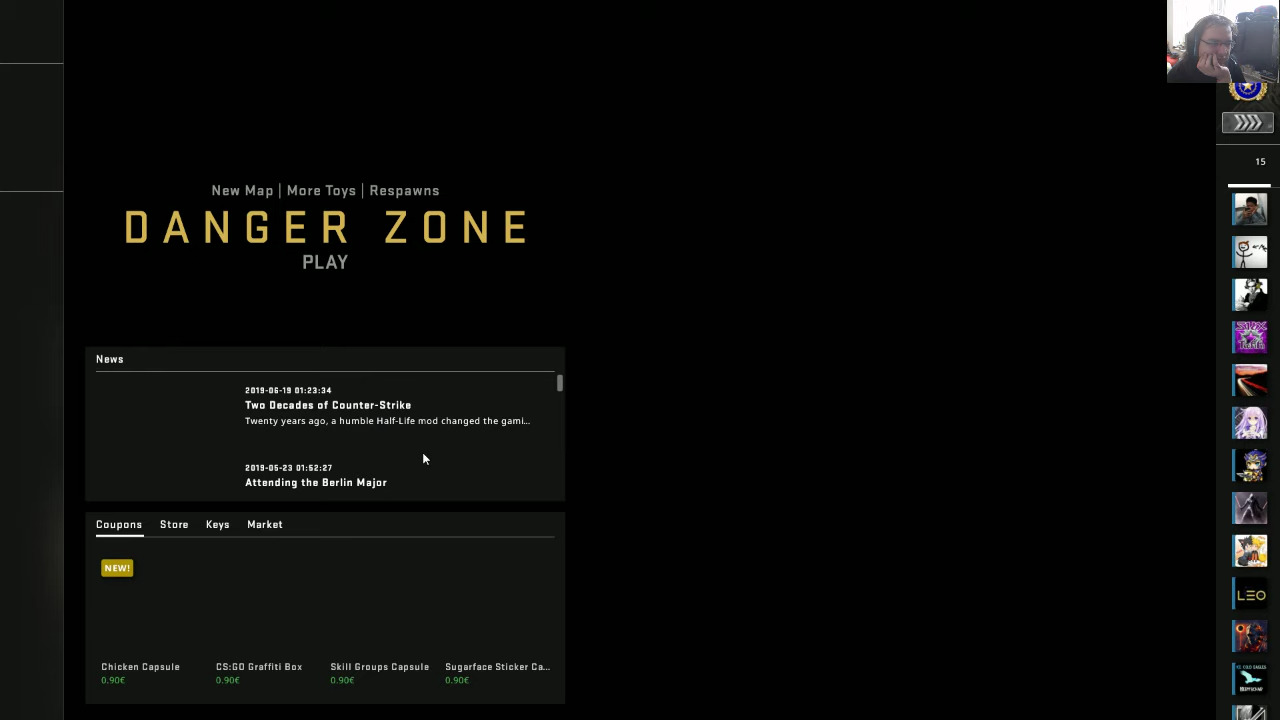 15
New Map | More Toys | Respawns
DANGER ZONE
PLAY
News
2019-06-19 01:23:34
Two Decades of Counter-Strike
Twenty years ago, a humble Half-Life mod changed the gami...
2019-05-23 01:52:27
Attending the Berlin Major
Coupons Store Keys Market
NEW!
Chicken Capsule CS:GO Graffiti Box Skill Groups Capsule Sugarface Sticker Ca...
0.90€ 0.90€ 0.90€ 0.90€
LEO